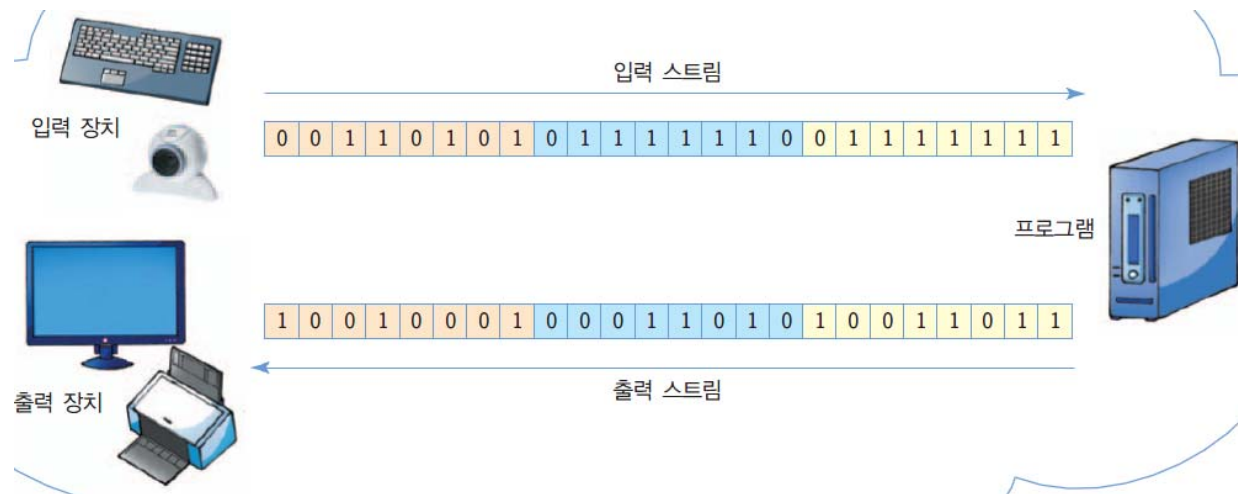 입력 스트림
입력 장치
0 0 1 1 0 1 0 1 0 1 1 1 1 1 1 0 0 1 1 1 1 1 1 1
프로그램
1 0 0 1 0 0 0 1 0 0 0 1 1 0 1 0 1 0 0 1 1 0 1 1
출력 스트림
출력 장치